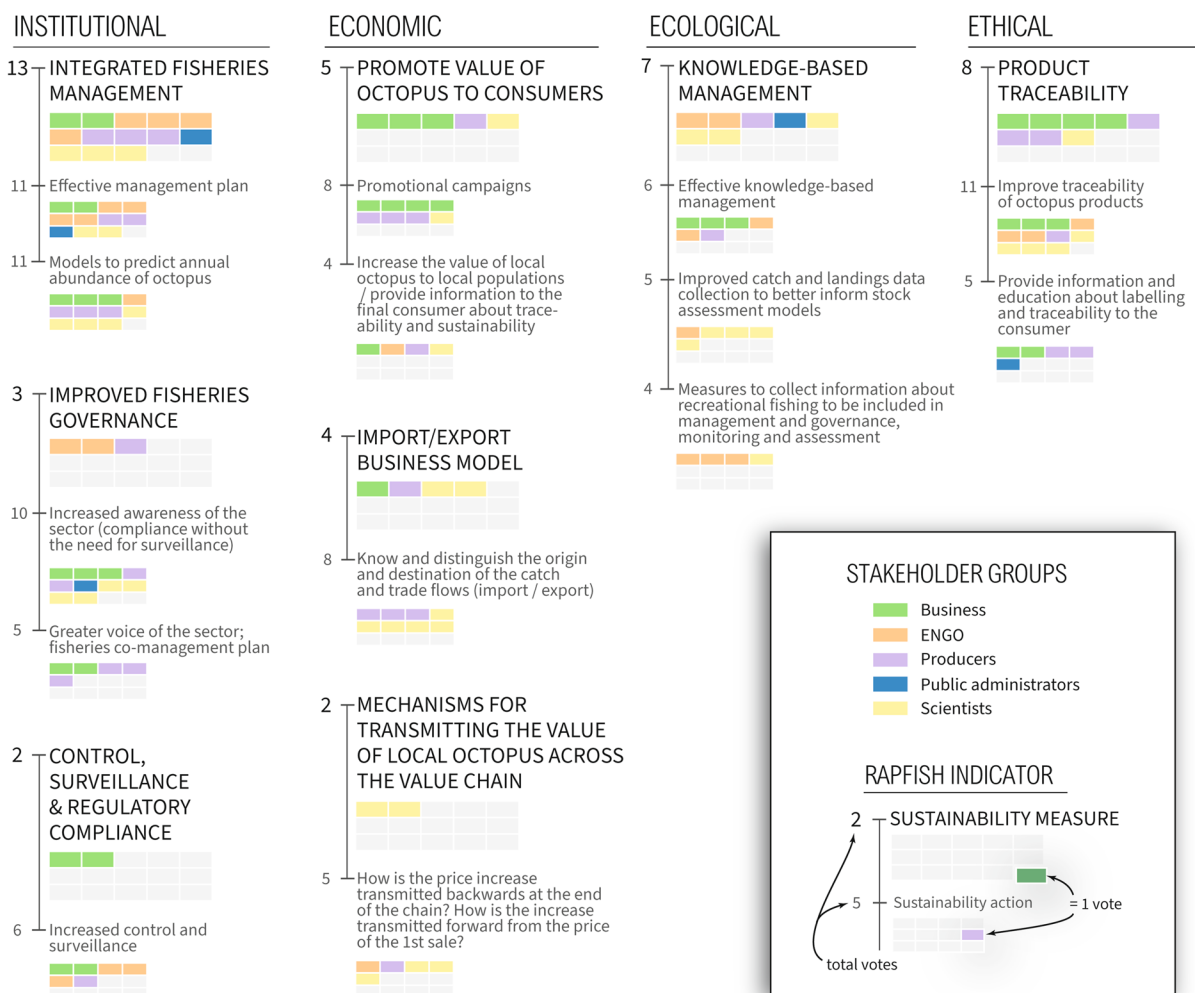 INSTITUTIONAL
13
INTEGRATED FISHERIES
MANAGEMENT
11
Effective management plan
11
Models to predict annual
abundance of octopus
3
IMPROVED FISHERIES
GOVERNANCE
10
Increased awareness of the
sector (compliance without
the need for surveillance)
5
Greater voice of the sector;
fisheries co-management plan
2
CONTROL,
SURVEILLANCE
& REGULATORY
COMPLIANCE
6
Increased control and
surveillance
ECONOMIC
5
PROMOTE VALUE OF
OCTOPUS TO CONSUMERS
8
Promotional campaigns
4
Increase the value of local
octopus to local populations
/ provide information to the
final consumer about trace-
ability and sustainability
4
IMPORT/EXPORT
BUSINESS MODEL
8
Know and distinguish the origin
and destination of the catch
and trade flows (import / export)
2
MECHANISMS FOR
TRANSMITTING THE VALUE
OF LOCAL OCTOPUS ACROSS
THE VALUE CHAIN
5
How is the price increase
transmitted backwards at the end
of the chain? How is the increase
transmitted forward from the price
of the 1st sale?
ECOLOGICAL
7
KNOWLEDGE-BASED
MANAGEMENT
6
Effective knowledge-based
management
5
Improved catch and landings data
collection to better inform stock
assessment models
4
Measures to collect information about
recreational fishing to be included in
management and governance,
monitoring and assessment
ETHICAL
8
PRODUCT
TRACEABILITY
11
Improve traceability
of octopus products
5
Provide information and
education about labelling
and traceability to the
consumer
STAKEHOLDER GROUPS
Business
ENGO
Producers
Public administrators
Scientists
RAPFISH INDICATOR
2
SUSTAINABILITY MEASURE
5
Sustainability action
= 1 vote
total votes